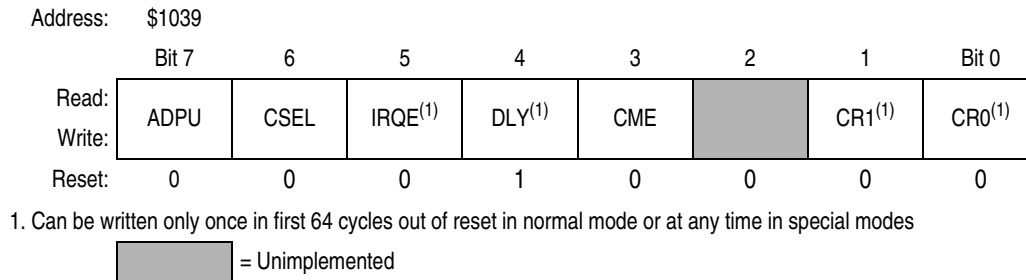 Address: $1039
Bit 7 6 5 4 3 2 1 Bit 0
Read:
ADPU CSEL IRQE(1) DLY(1) CME CR1(1) CR0(1)
Write:
Reset: 0 0 0 1 0 0 0 0
1. Can be written only once in first 64 cycles out of reset in normal mode or at any time in special modes
= Unimplemented